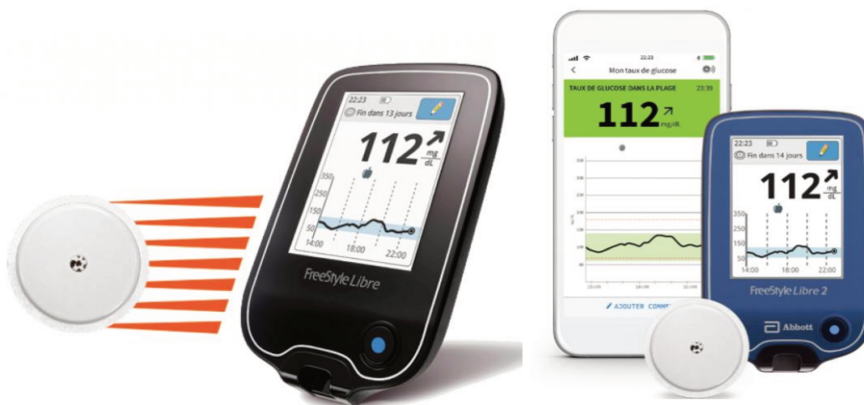 22:23
Fin dans 13 jours
112
mg
dL
350
250
150
50
14:00
18:00
22:00
FreeStyle Libre
22:23
Mon taux de glucose
TAUX DE GLUCOSE DANS LA PLAGE 23:39
112
mg/dL
AJOUTER
22:23
Fin dans 14 jours
112
mg
dL
350
250
150
50
14:00
18:00
22:00
FreeStyle Libre 2
Abbott